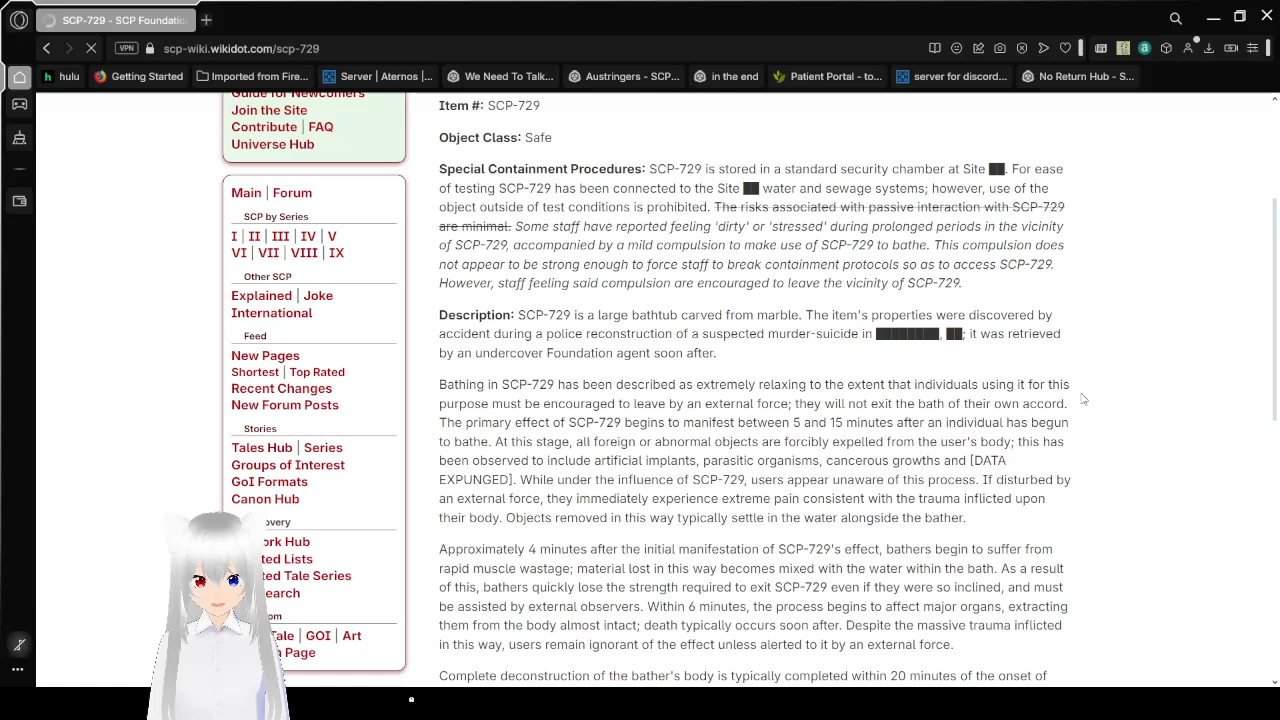 SCP-729 - SCP Foundatio
VPN scp-wiki.wikidot.com/scp-729
hulu Getting Started Imported from Fire... Server | Aternos |... We Need To Talk... Austringers - SCP... in the end Patient Portal - to... server for discord... No Return Hub - S...
Guide for Newcomers
Join the Site
Contribute | FAQ
Universe Hub
Main | Forum
SCP by Series
I | II | III | IV | V
VI | VII | VIII | IX
Other SCP
Explained | Joke
International
Feed
New Pages
Shortest | Top Rated
Recent Changes
New Forum Posts
Stories
Tales Hub | Series
Groups of Interest
GoI Formats
Canon Hub
overy
ork Hub
ted Lists
ted Tale Series
earch
om
Tale | GOI | Art
Page
Item #: SCP-729
Object Class: Safe
Special Containment Procedures: SCP-729 is stored in a standard security chamber at Site ██. For ease
of testing SCP-729 has been connected to the Site ██ water and sewage systems; however, use of the
object outside of test conditions is prohibited. The risks associated with passive interaction with SCP-729
are minimal. Some staff have reported feeling 'dirty' or 'stressed' during prolonged periods in the vicinity
of SCP-729, accompanied by a mild compulsion to make use of SCP-729 to bathe. This compulsion does
not appear to be strong enough to force staff to break containment protocols so as to access SCP-729.
However, staff feeling said compulsion are encouraged to leave the vicinity of SCP-729.
Description: SCP-729 is a large bathtub carved from marble. The item's properties were discovered by
accident during a police reconstruction of a suspected murder-suicide in ████████, ██; it was retrieved
by an undercover Foundation agent soon after.
Bathing in SCP-729 has been described as extremely relaxing to the extent that individuals using it for this
purpose must be encouraged to leave by an external force; they will not exit the bath of their own accord.
The primary effect of SCP-729 begins to manifest between 5 and 15 minutes after an individual has begun
to bathe. At this stage, all foreign or abnormal objects are forcibly expelled from the user's body; this has
been observed to include artificial implants, parasitic organisms, cancerous growths and [DATA
EXPUNGED]. While under the influence of SCP-729, users appear unaware of this process. If disturbed by
an external force, they immediately experience extreme pain consistent with the trauma inflicted upon
their body. Objects removed in this way typically settle in the water alongside the bather.
Approximately 4 minutes after the initial manifestation of SCP-729's effect, bathers begin to suffer from
rapid muscle wastage; material lost in this way becomes mixed with the water within the bath. As a result
of this, bathers quickly lose the strength required to exit SCP-729 even if they were so inclined, and must
be assisted by external observers. Within 6 minutes, the process begins to affect major organs, extracting
them from the body almost intact; death typically occurs soon after. Despite the massive trauma inflicted
in this way, users remain ignorant of the effect unless alerted to it by an external force.
Complete deconstruction of the bather's body is typically completed within 20 minutes of the onset of